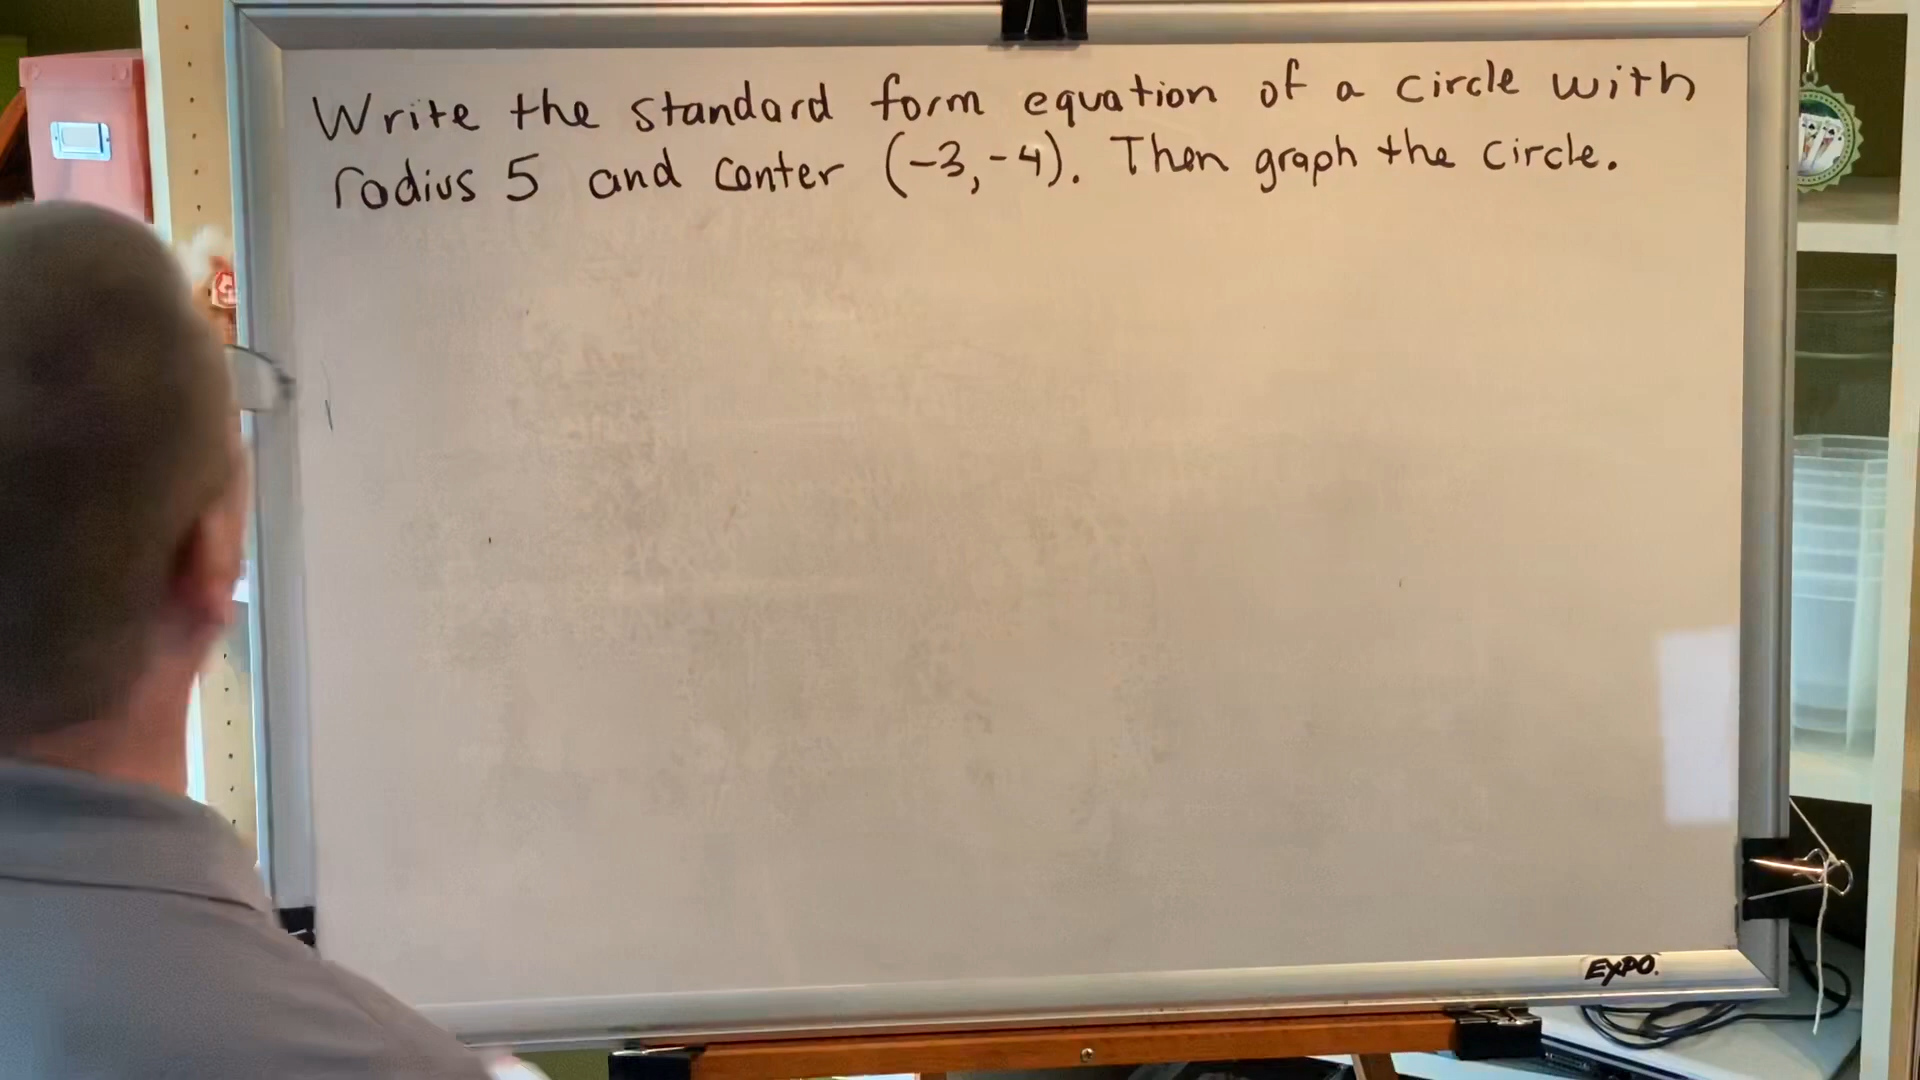 Write the standard form equation of a circle with
radius 5 and center (-3,-4). Then graph the circle.
EXPO.